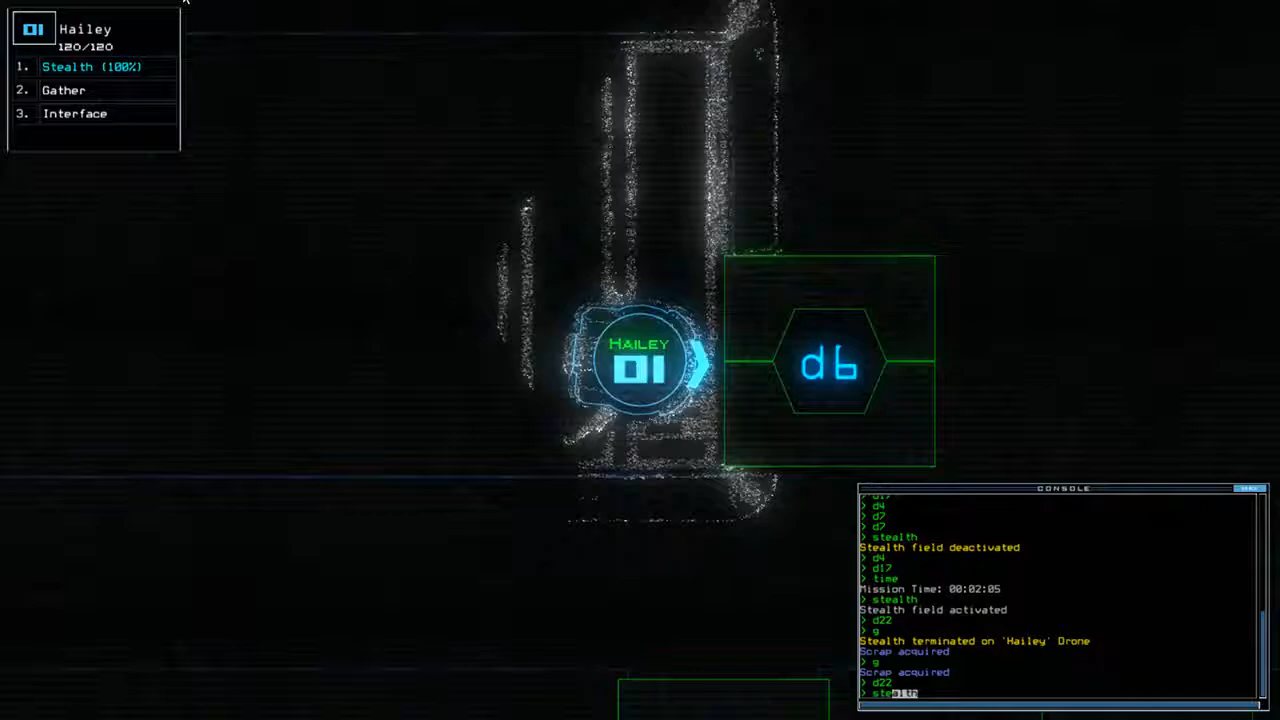 01 Hailey
120/120
1. Stealth (100%)
2. Gather
3. Interface
HAILEY
01
d6
CONSOLE
> d17
> d4
> d7
> d7
> stealth
Stealth field deactivated
> d4
> d17
> time
Mission Time: 00:02:05
> stealth
Stealth field activated
> d22
> g
Stealth terminated on 'Hailey' Drone
Scrap acquired
> g
Scrap acquired
> d22
> stealth